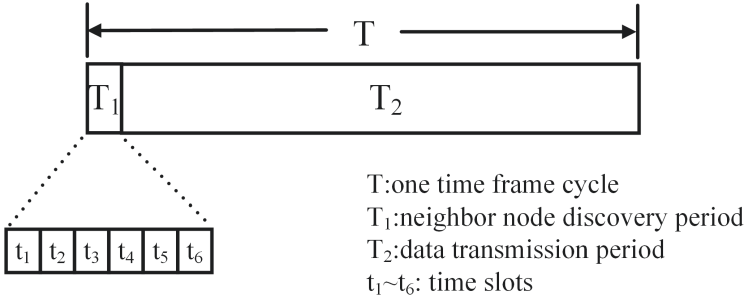 T
T₁ T₂
t₁ t₂ t₃ t₄ t₅ t₆
T:one time frame cycle
T₁:neighbor node discovery period
T₂:data transmission period
t₁~t₆: time slots